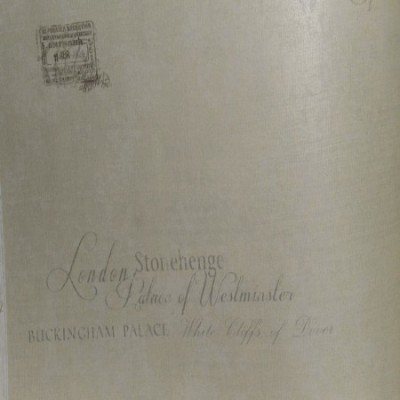 London Stonehenge
Palace of Westminster
BUCKINGHAM PALACE White Cliffs of Dover